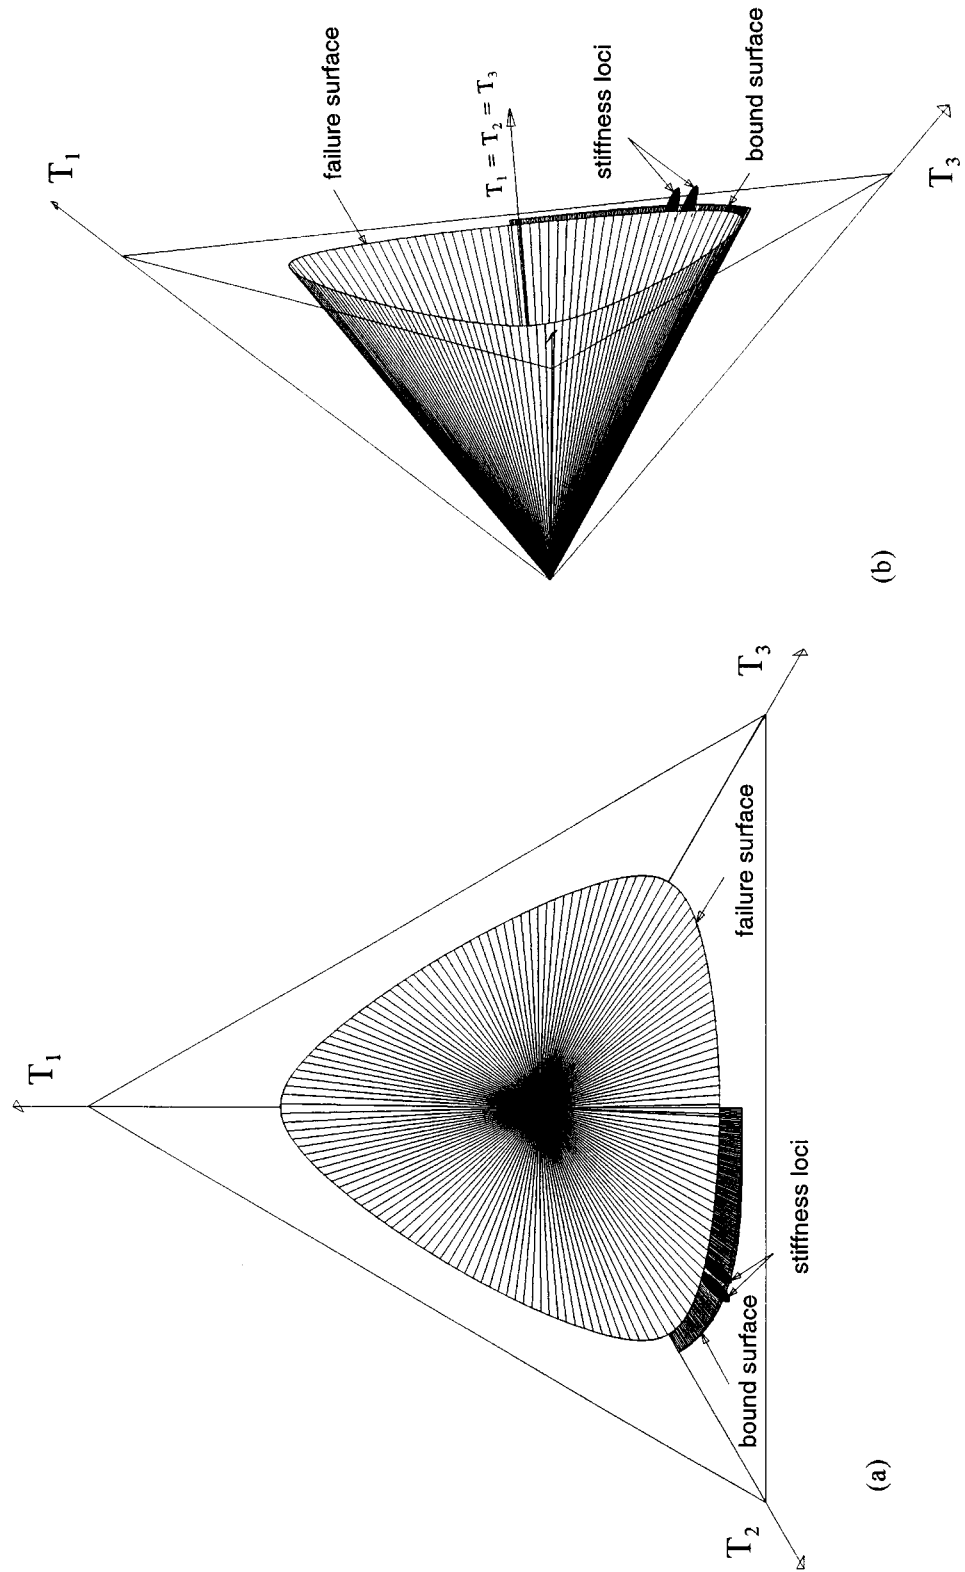 T1
T2
T3
failure surface
bound surface
stiffness loci
(a)
T1
failure surface
T1 = T2 = T3
stiffness loci
bound surface
T3
(b)